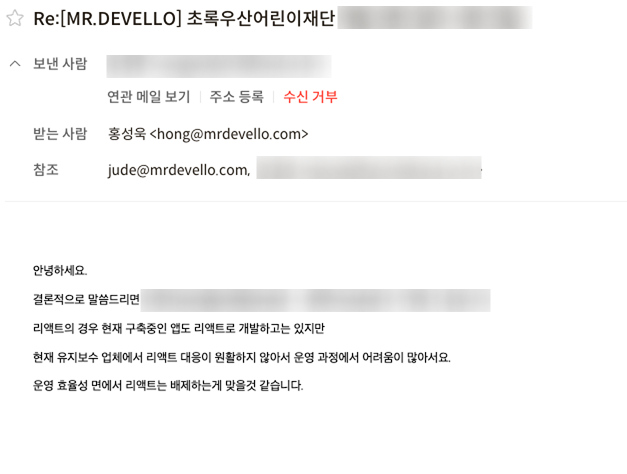 Re:[MR.DEVELLO] 초록우산어린이재단
보낸 사람
연관 메일 보기 주소 등록 수신 거부
받는 사람 홍성욱 <hong@mrdevello.com>
참조 jude@mrdevello.com,
안녕하세요.
결론적으로 말씀드리면
리액트의 경우 현재 구축중인 앱도 리액트로 개발하고는 있지만
현재 유지보수 업체에서 리액트 대응이 원활하지 않아서 운영 과정에서 어려움이 많아서요.
운영 효율성 면에서 리액트는 배제하는게 맞을것 같습니다.